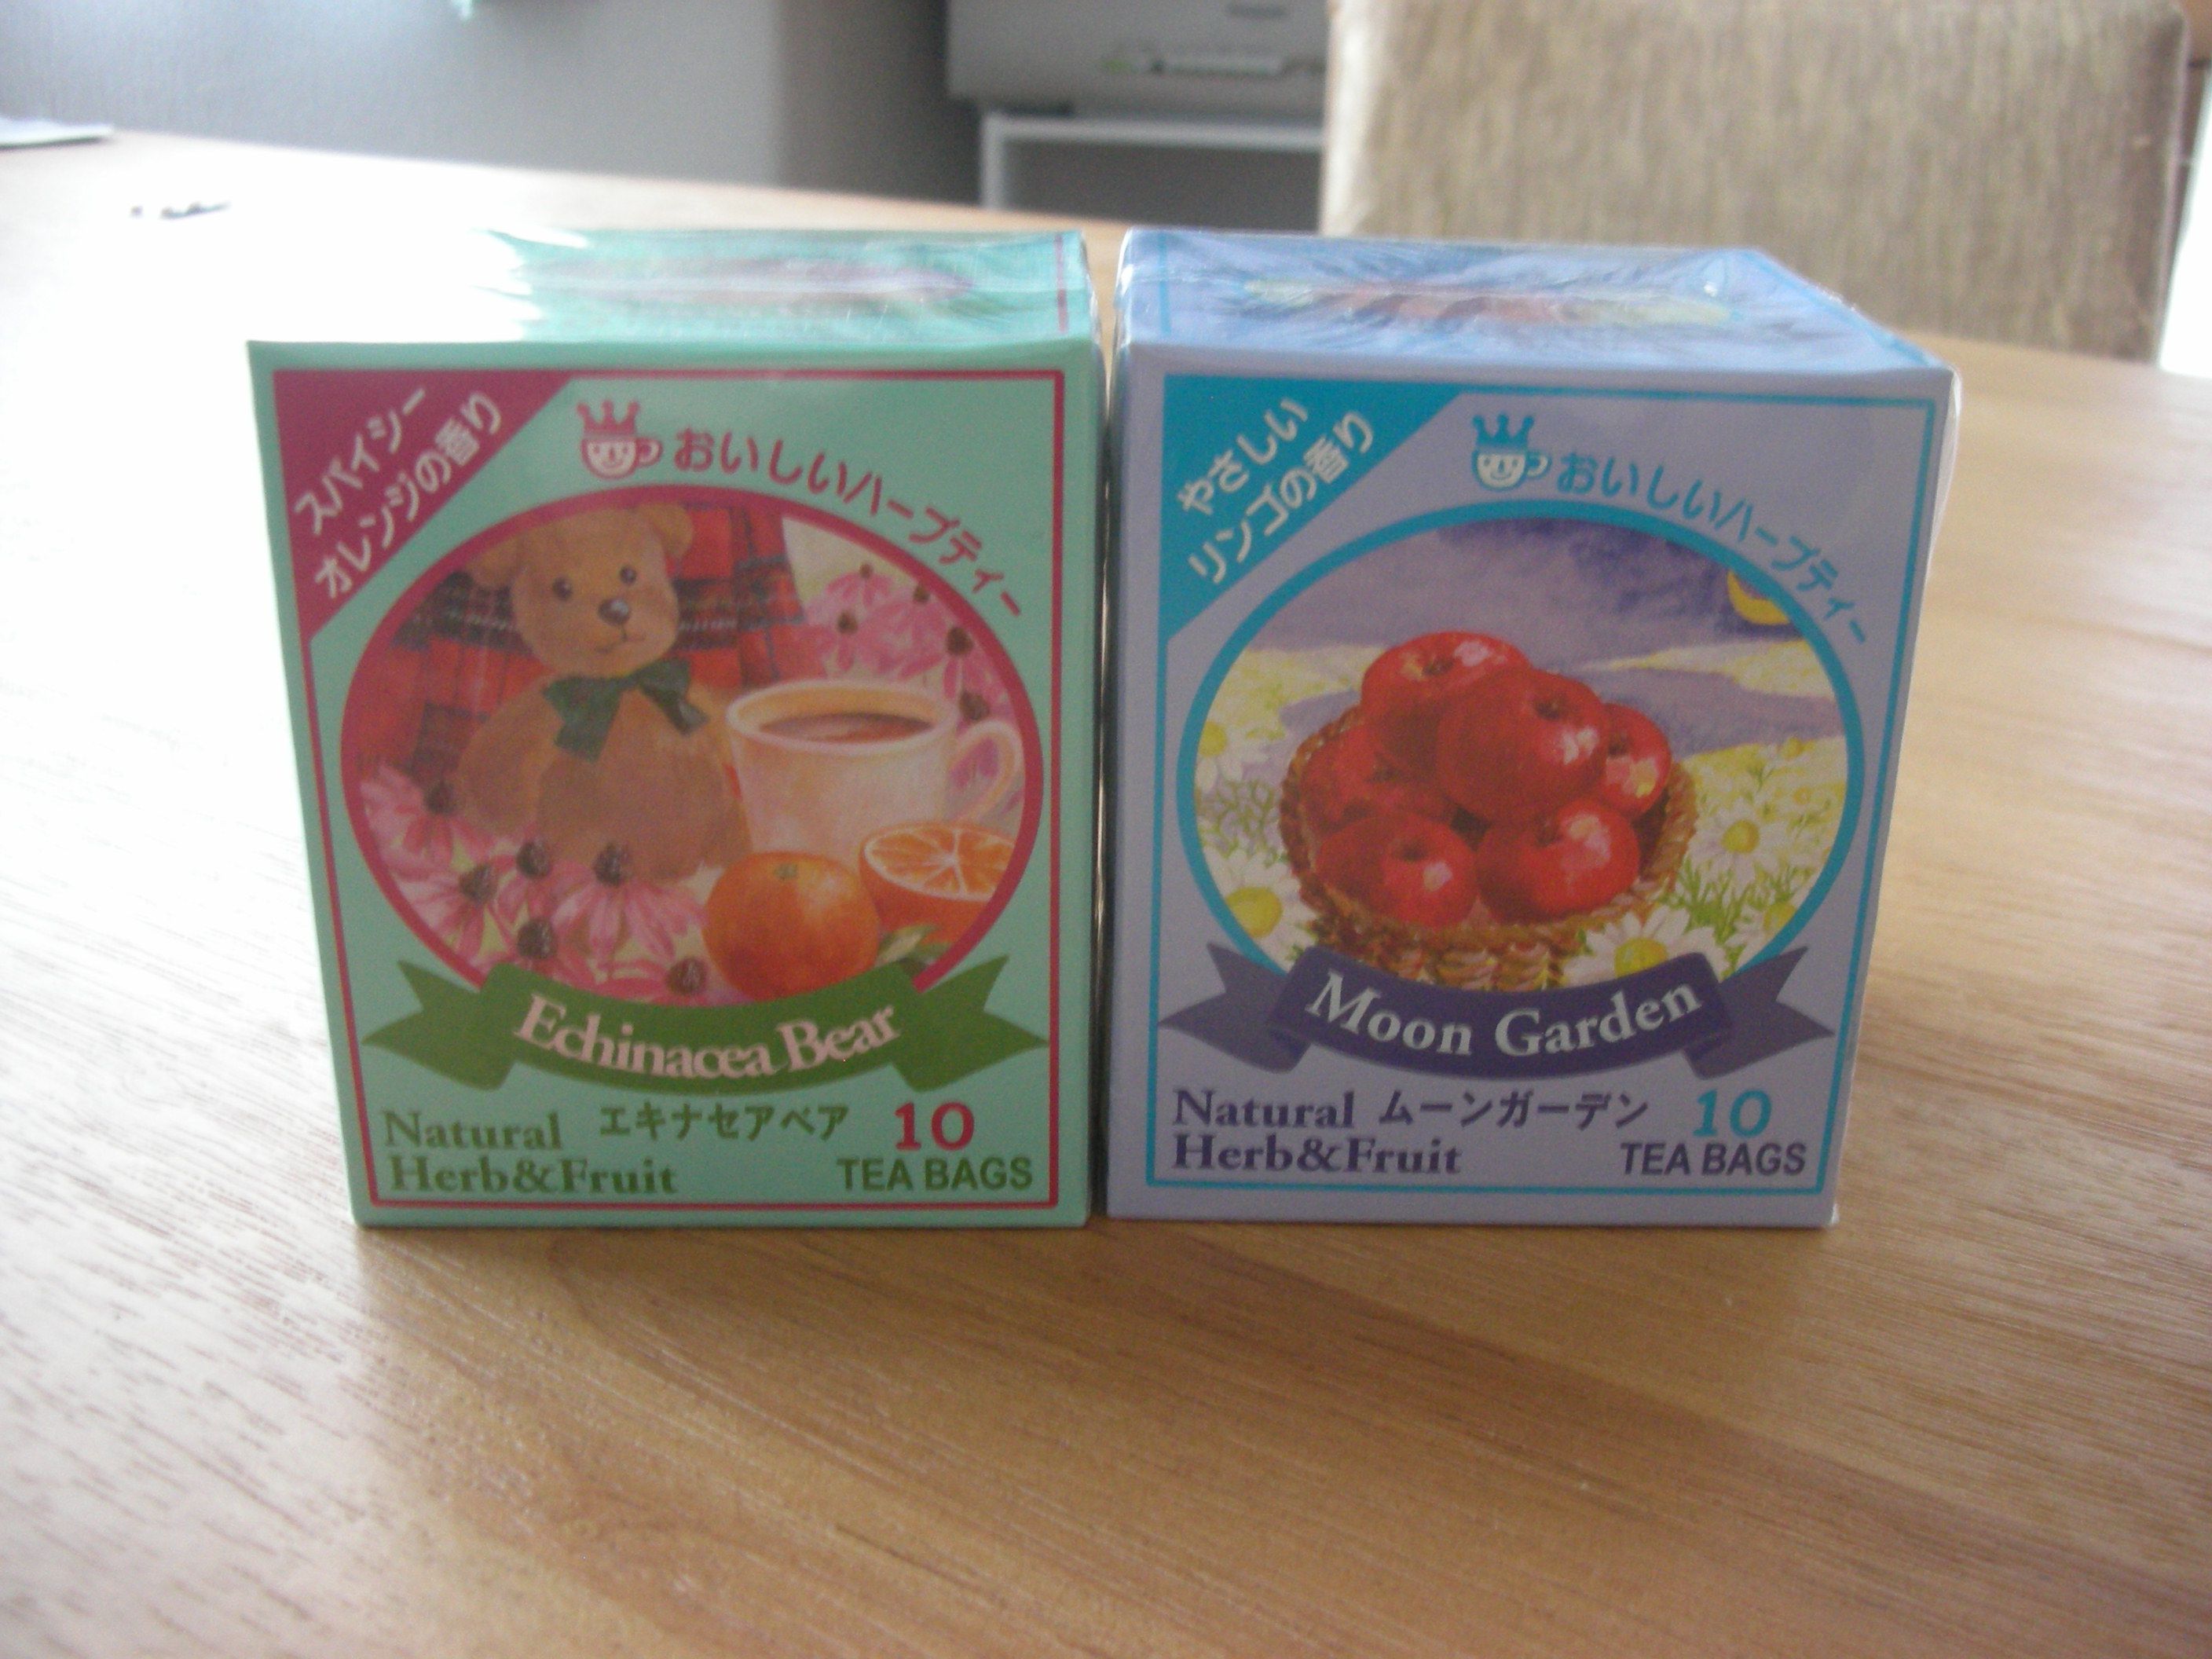 スパイシー
オレンジの香り
おいしいハーブティー
Echinacea Bear
Natural
Herb&Fruit
エキナセアベア
10
TEA BAGS
やさしい
リンゴの香り
おいしいハーブティー
Moon Garden
Natural
Herb&Fruit
ムーンガーデン
10
TEA BAGS